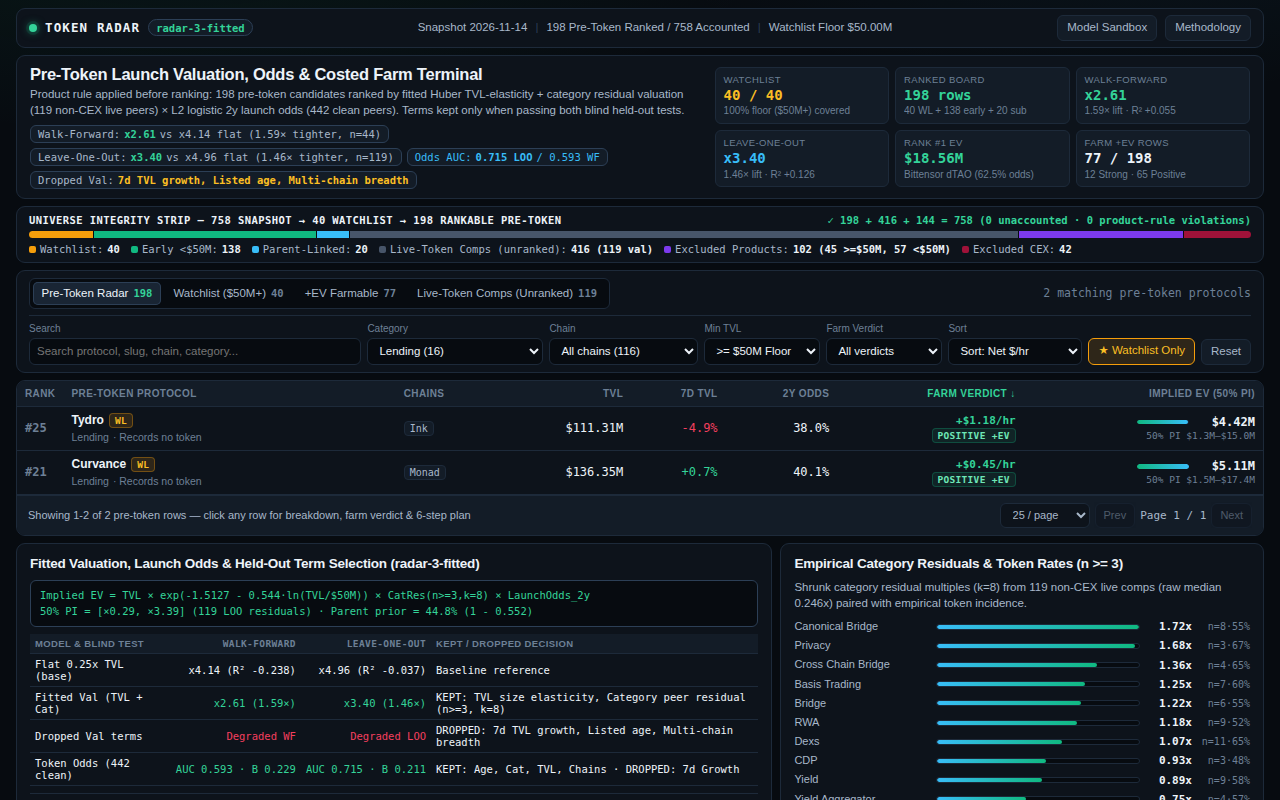 TOKEN RADAR radar-3-fitted Snapshot 2026-11-14 | 198 Pre-Token Ranked / 758 Accounted | Watchlist Floor $50.00M Model Sandbox Methodology
Pre-Token Launch Valuation, Odds & Costed Farm Terminal
Product rule applied before ranking: 198 pre-token candidates ranked by fitted Huber TVL-elasticity + category residual valuation
(119 non-CEX live peers) × L2 logistic 2y launch odds (442 clean peers). Terms kept only when passing both blind held-out tests.
Walk-Forward: x2.61 vs x4.14 flat (1.59× tighter, n=44)
Leave-One-Out: x3.40 vs x4.96 flat (1.46× tighter, n=119) Odds AUC: 0.715 LOO / 0.593 WF
Dropped Val: 7d TVL growth, Listed age, Multi-chain breadth
WATCHLIST
40 / 40
100% floor ($50M+) covered
RANKED BOARD
198 rows
40 WL + 138 early + 20 sub
WALK-FORWARD
x2.61
1.59× lift · R² +0.055
LEAVE-ONE-OUT
x3.40
1.46× lift · R² +0.126
RANK #1 EV
$18.56M
Bittensor dTAO (62.5% odds)
FARM +EV ROWS
77 / 198
12 Strong · 65 Positive
UNIVERSE INTEGRITY STRIP — 758 SNAPSHOT → 40 WATCHLIST → 198 RANKABLE PRE-TOKEN ✓ 198 + 416 + 144 = 758 (0 unaccounted · 0 product-rule violations)
Watchlist: 40 Early <$50M: 138 Parent-Linked: 20 Live-Token Comps (unranked): 416 (119 val) Excluded Products: 102 (45 >=$50M, 57 <$50M) Excluded CEX: 42
Pre-Token Radar 198 Watchlist ($50M+) 40 +EV Farmable 77 Live-Token Comps (Unranked) 119 2 matching pre-token protocols
Search Category Chain Min TVL Farm Verdict Sort
Search protocol, slug, chain, category... Lending (16) All chains (116) >= $50M Floor All verdicts Sort: Net $/hr ★ Watchlist Only Reset
RANK PRE-TOKEN PROTOCOL CHAINS TVL 7D TVL 2Y ODDS FARM VERDICT ↓ IMPLIED EV (50% PI)
#25 Tydro WL Ink $111.31M -4.9% 38.0% +$1.18/hr $4.42M
Lending · Records no token POSITIVE +EV 50% PI $1.3M–$15.0M
#21 Curvance WL Monad $136.35M +0.7% 40.1% +$0.45/hr $5.11M
Lending · Records no token POSITIVE +EV 50% PI $1.5M–$17.4M
Showing 1-2 of 2 pre-token rows — click any row for breakdown, farm verdict & 6-step plan 25 / page Prev Page 1 / 1 Next
Fitted Valuation, Launch Odds & Held-Out Term Selection (radar-3-fitted)
Implied EV = TVL × exp(-1.5127 - 0.544·ln(TVL/$50M)) × CatRes(n>=3,k=8) × LaunchOdds_2y
50% PI = [×0.29, ×3.39] (119 LOO residuals) · Parent prior = 44.8% (1 - 0.552)
MODEL & BLIND TEST WALK-FORWARD LEAVE-ONE-OUT KEPT / DROPPED DECISION
Flat 0.25x TVL (base) x4.14 (R² -0.238) x4.96 (R² -0.037) Baseline reference
Fitted Val (TVL + Cat) x2.61 (1.59×) x3.40 (1.46×) KEPT: TVL size elasticity, Category peer residual (n>=3, k=8)
Dropped Val terms Degraded WF Degraded LOO DROPPED: 7d TVL growth, Listed age, Multi-chain breadth
Token Odds (442 clean) AUC 0.593 · B 0.229 AUC 0.715 · B 0.211 KEPT: Age, Cat, TVL, Chains · DROPPED: 7d Growth
Empirical Category Residuals & Token Rates (n >= 3)
Shrunk category residual multiples (k=8) from 119 non-CEX live comps (raw median
0.246x) paired with empirical token incidence.
Canonical Bridge 1.72x n=8·55%
Privacy 1.68x n=3·67%
Cross Chain Bridge 1.36x n=4·65%
Basis Trading 1.25x n=7·60%
Bridge 1.22x n=6·55%
RWA 1.18x n=9·52%
Dexs 1.07x n=11·65%
CDP 0.93x n=3·48%
Yield 0.89x n=9·58%
Yield Aggregator 0.75x n=4·57%